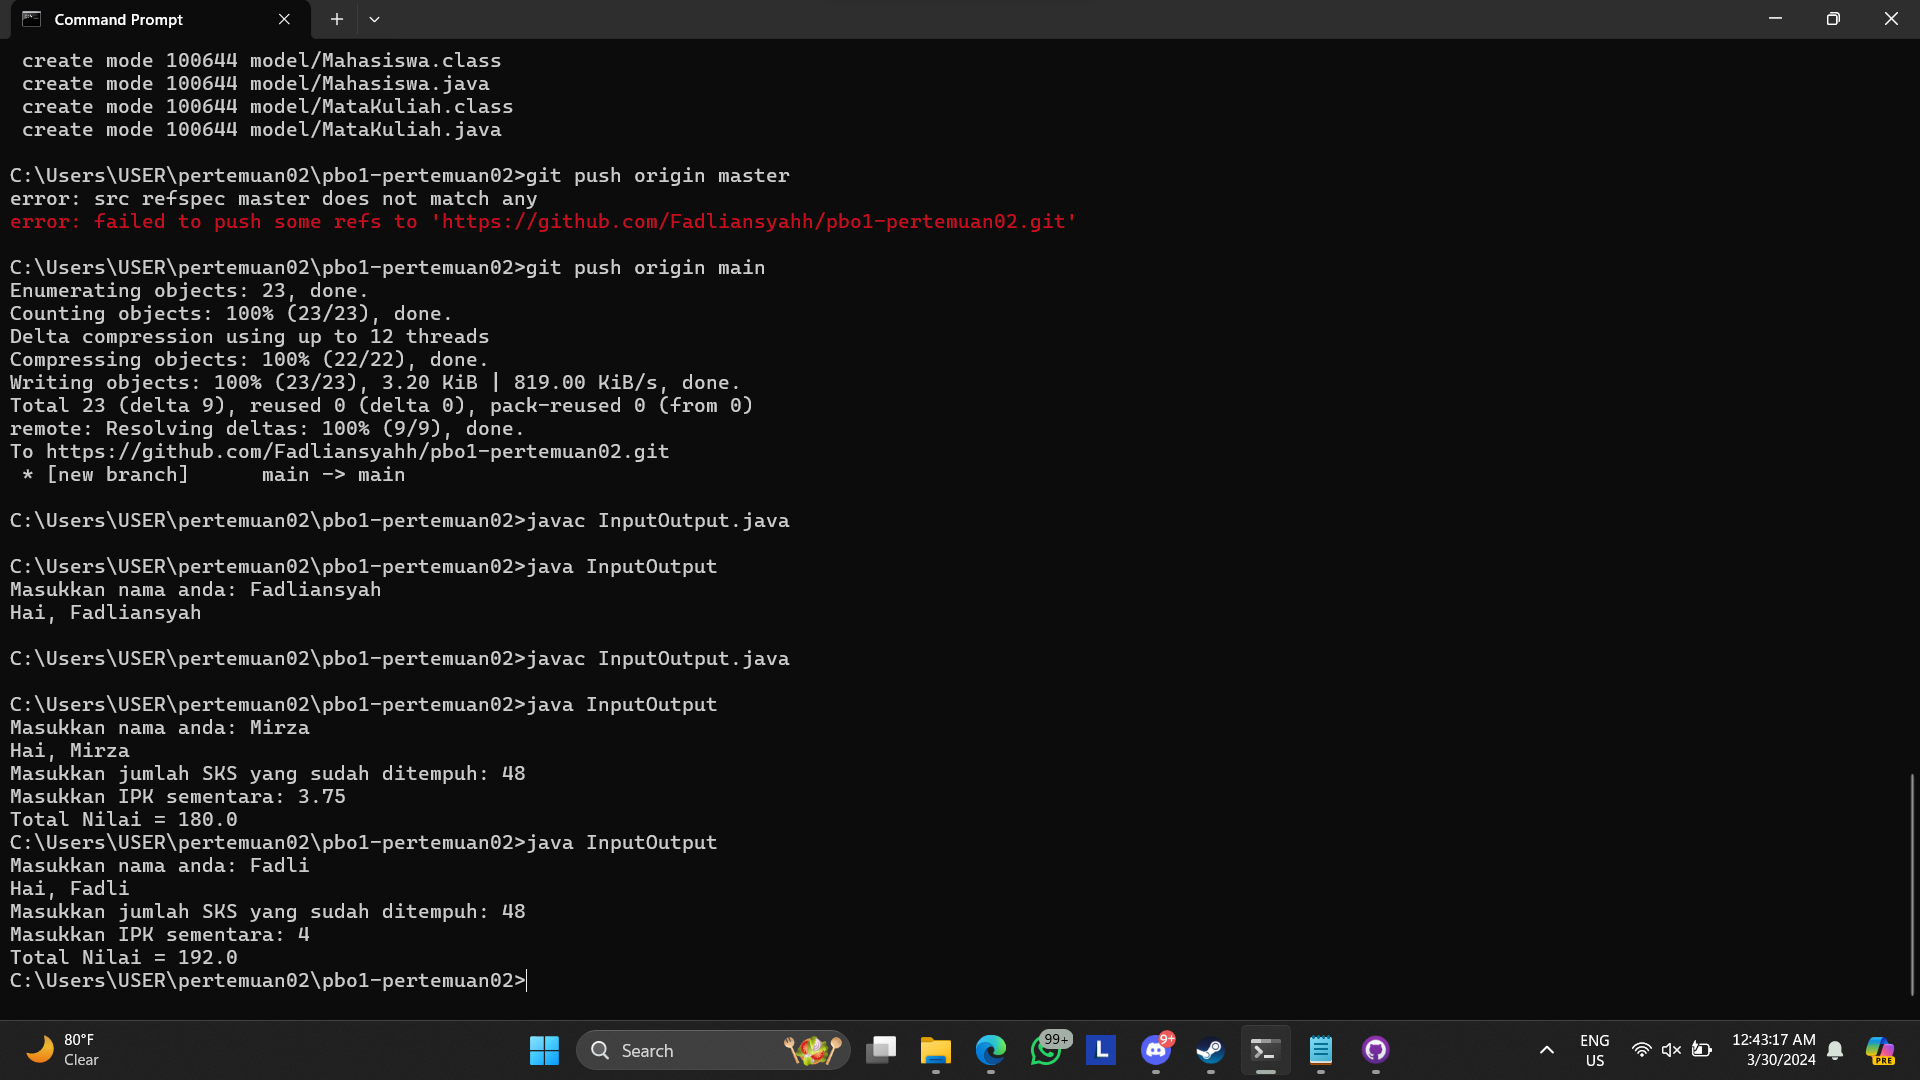 Command Prompt
create mode 100644 model/Mahasiswa.class
create mode 100644 model/Mahasiswa.java
create mode 100644 model/MataKuliah.class
create mode 100644 model/MataKuliah.java
C:\Users\USER\pertemuan02\pbo1-pertemuan02>git push origin master
error: src refspec master does not match any
error: failed to push some refs to 'https://github.com/Fadliansyahh/pbo1-pertemuan02.git'
C:\Users\USER\pertemuan02\pbo1-pertemuan02>git push origin main
Enumerating objects: 23, done.
Counting objects: 100% (23/23), done.
Delta compression using up to 12 threads
Compressing objects: 100% (22/22), done.
Writing objects: 100% (23/23), 3.20 KiB | 819.00 KiB/s, done.
Total 23 (delta 9), reused 0 (delta 0), pack-reused 0 (from 0)
remote: Resolving deltas: 100% (9/9), done.
To https://github.com/Fadliansyahh/pbo1-pertemuan02.git
* [new branch]      main -> main
C:\Users\USER\pertemuan02\pbo1-pertemuan02>javac InputOutput.java
C:\Users\USER\pertemuan02\pbo1-pertemuan02>java InputOutput
Masukkan nama anda: Fadliansyah
Hai, Fadliansyah
C:\Users\USER\pertemuan02\pbo1-pertemuan02>javac InputOutput.java
C:\Users\USER\pertemuan02\pbo1-pertemuan02>java InputOutput
Masukkan nama anda: Mirza
Hai, Mirza
Masukkan jumlah SKS yang sudah ditempuh: 48
Masukkan IPK sementara: 3.75
Total Nilai = 180.0
C:\Users\USER\pertemuan02\pbo1-pertemuan02>java InputOutput
Masukkan nama anda: Fadli
Hai, Fadli
Masukkan jumlah SKS yang sudah ditempuh: 48
Masukkan IPK sementara: 4
Total Nilai = 192.0
C:\Users\USER\pertemuan02\pbo1-pertemuan02>
80°F
Clear
Search
99+
L
9+
ENG
US
12:43:17 AM
3/30/2024
PRE